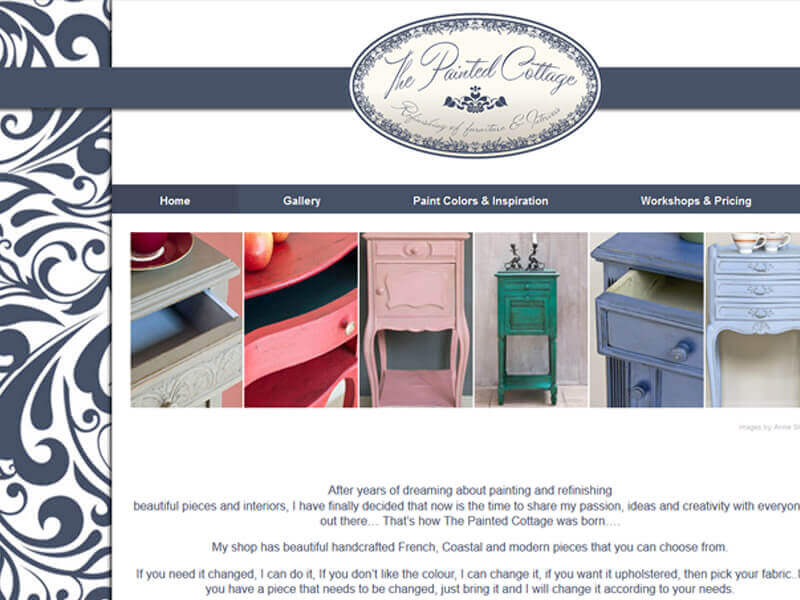 The Painted Cottage
Refinishing of furniture & Interiors
Home Gallery Paint Colors & Inspiration Workshops & Pricing
images by Anne
After years of dreaming about painting and refinishing
beautiful pieces and interiors, I have finally decided that now is the time to share my passion, ideas and creativity with everyon
out there… That's how The Painted Cottage was born….
My shop has beautiful handcrafted French, Coastal and modern pieces that you can choose from.
If you need it changed, I can do it, If you don't like the colour, I can change it, if you want it upholstered, then pick your fabric..
you have a piece that needs to be changed, just bring it and I will change it according to your needs.